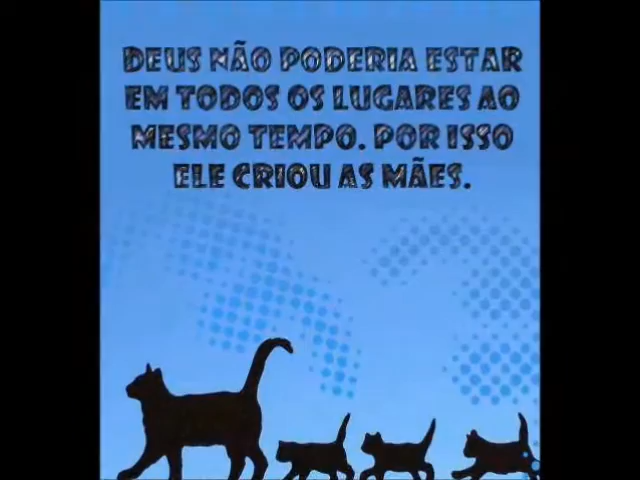 DEUS NÃO PODERIA ESTAR
EM TODOS OS LUGARES AO
MESMO TEMPO. POR ISSO
ELE CRIOU AS MÃES.